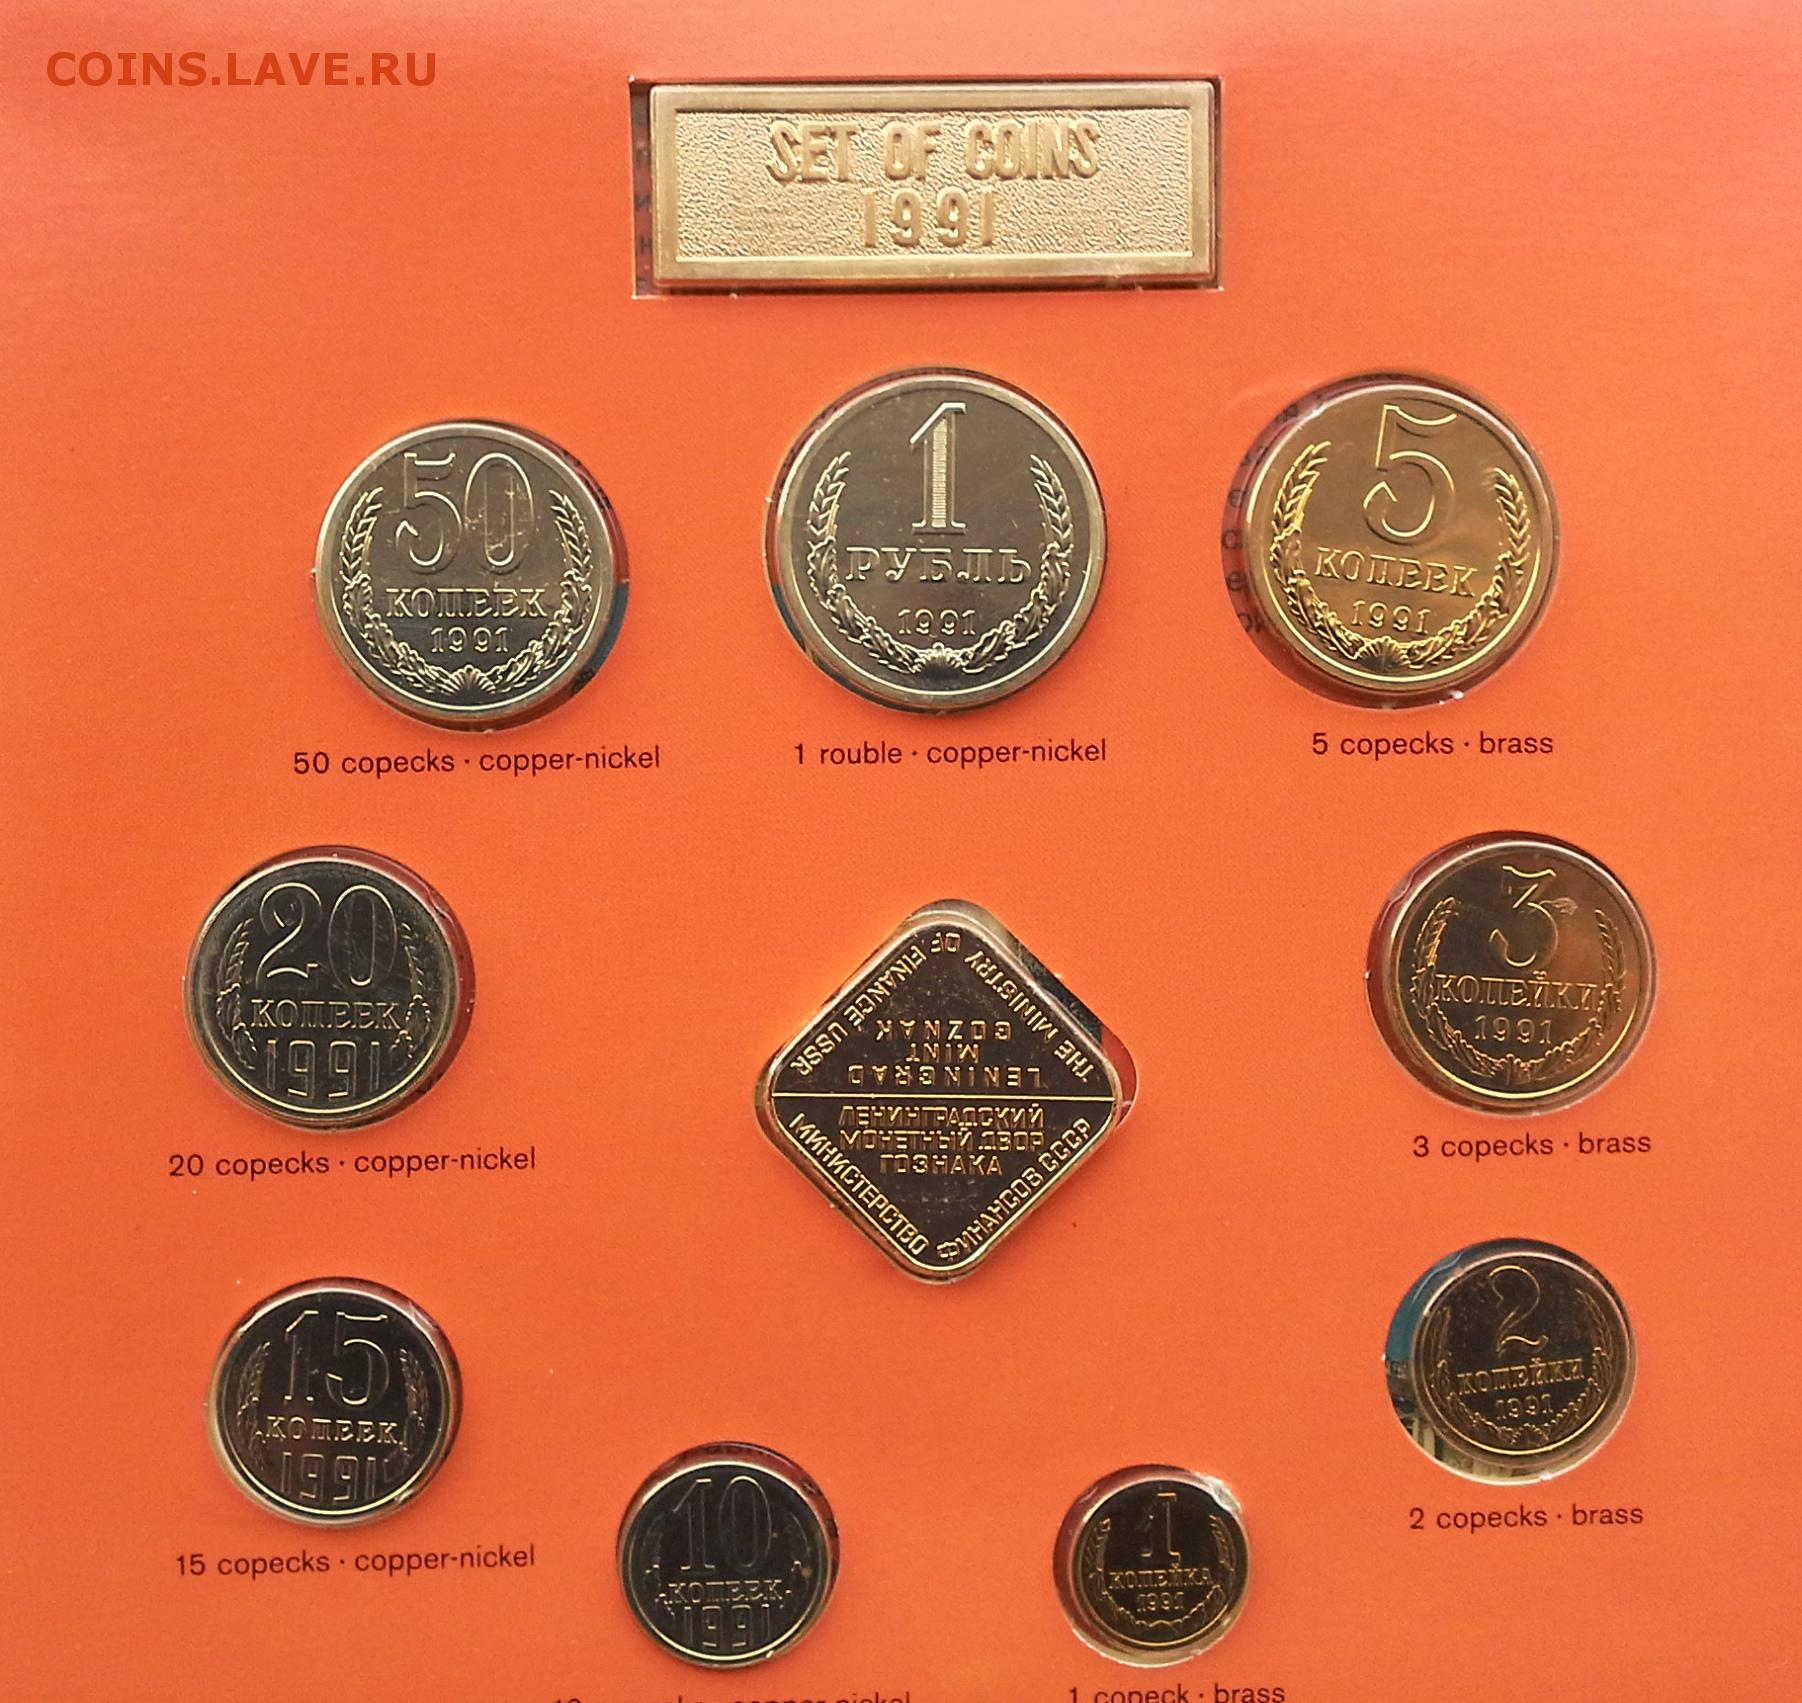 COINS.LAVE.RU
SET OF COINS
1991
50
КОПЕЕК
1991
50 copecks · copper-nickel
1
РУБЛЬ
1991
1 rouble · copper-nickel
5
КОПЕЕК
1991
5 copecks · brass
20
КОПЕЕК
1991
20 copecks · copper-nickel
THE MINISTRY OF FINANCE USSR
LENINGRAD
MINT
GOZNAK
ЛЕНИНГРАДСКИЙ
МОНЕТНЫЙ ДВОР
ГОЗНАКА
МИНИСТЕРСТВО ФИНАНСОВ СССР
3
КОПЕЙКИ
1991
3 copecks · brass
15
КОПЕЕК
1991
15 copecks · copper-nickel
2
КОПЕЙКИ
1991
2 copecks · brass
10
КОПЕЕК
1991
copper-nickel
1
КОПЕЙКА
1991
1 copeck · brass